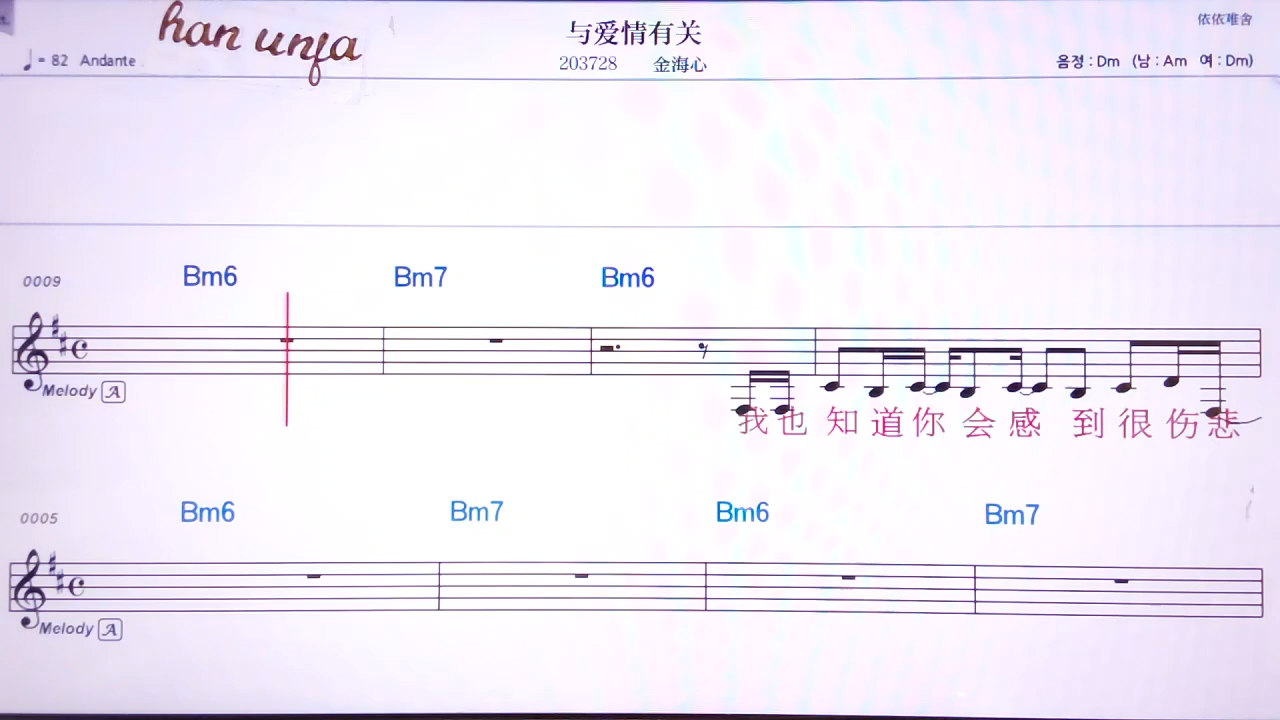 han unfa
与爱情有关
依依难舍
♩= 82 Andante
203728 金海心
음정 : Dm (남 : Am 여 : Dm)
0009 Bm6 Bm7 Bm6
Melody A
我也 知道你 会感 到很伤悲
0005 Bm6 Bm7 Bm6 Bm7
Melody A